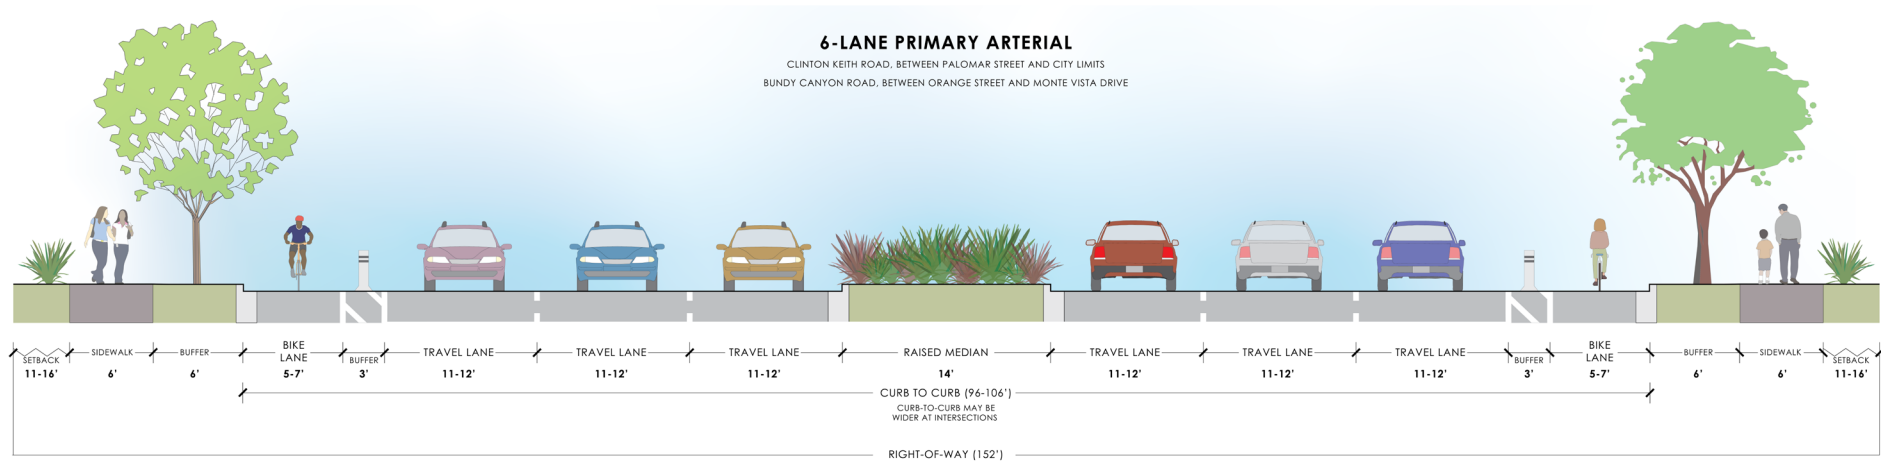 6-LANE PRIMARY ARTERIAL
CLINTON KEITH ROAD, BETWEEN PALOMAR STREET AND CITY LIMITS
BUNDY CANYON ROAD, BETWEEN ORANGE STREET AND MONTE VISTA DRIVE
SETBACK
11-16'
SIDEWALK
6'
BUFFER
6'
BIKE
LANE
5-7'
BUFFER
3'
TRAVEL LANE
11-12'
TRAVEL LANE
11-12'
TRAVEL LANE
11-12'
RAISED MEDIAN
14'
TRAVEL LANE
11-12'
TRAVEL LANE
11-12'
TRAVEL LANE
11-12'
BUFFER
3'
BIKE
LANE
5-7'
BUFFER
6'
SIDEWALK
6'
SETBACK
11-16'
CURB TO CURB (96-106')
CURB-TO-CURB MAY BE
WIDER AT INTERSECTIONS
RIGHT-OF-WAY (152')